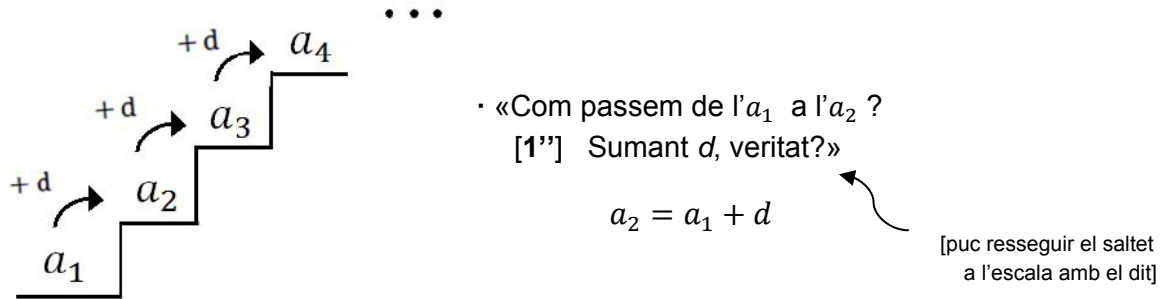 • • •
+ d
a₄
+ d
a₃
+ d
a₂
a₁
· «Com passem de l'a₁ a l'a₂ ?
[1’’] Sumant d, veritat?»
a₂ = a₁ + d
[puc resseguir el saltet
a l'escala amb el dit]